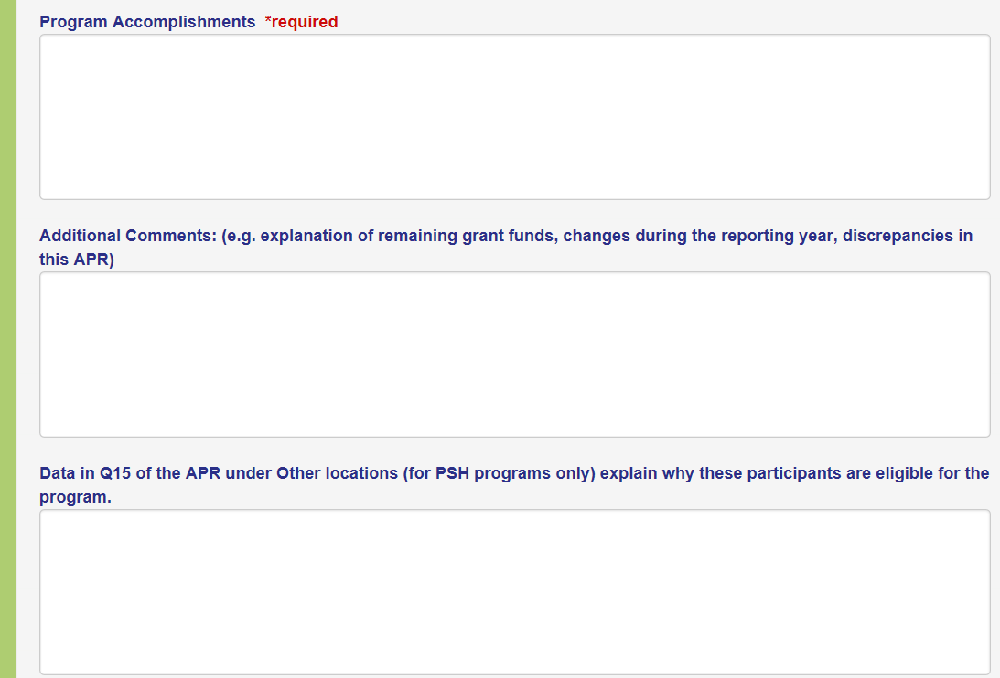 Program Accomplishments *required
Additional Comments: (e.g. explanation of remaining grant funds, changes during the reporting year, discrepancies in
this APR)
Data in Q15 of the APR under Other locations (for PSH programs only) explain why these participants are eligible for the
program.